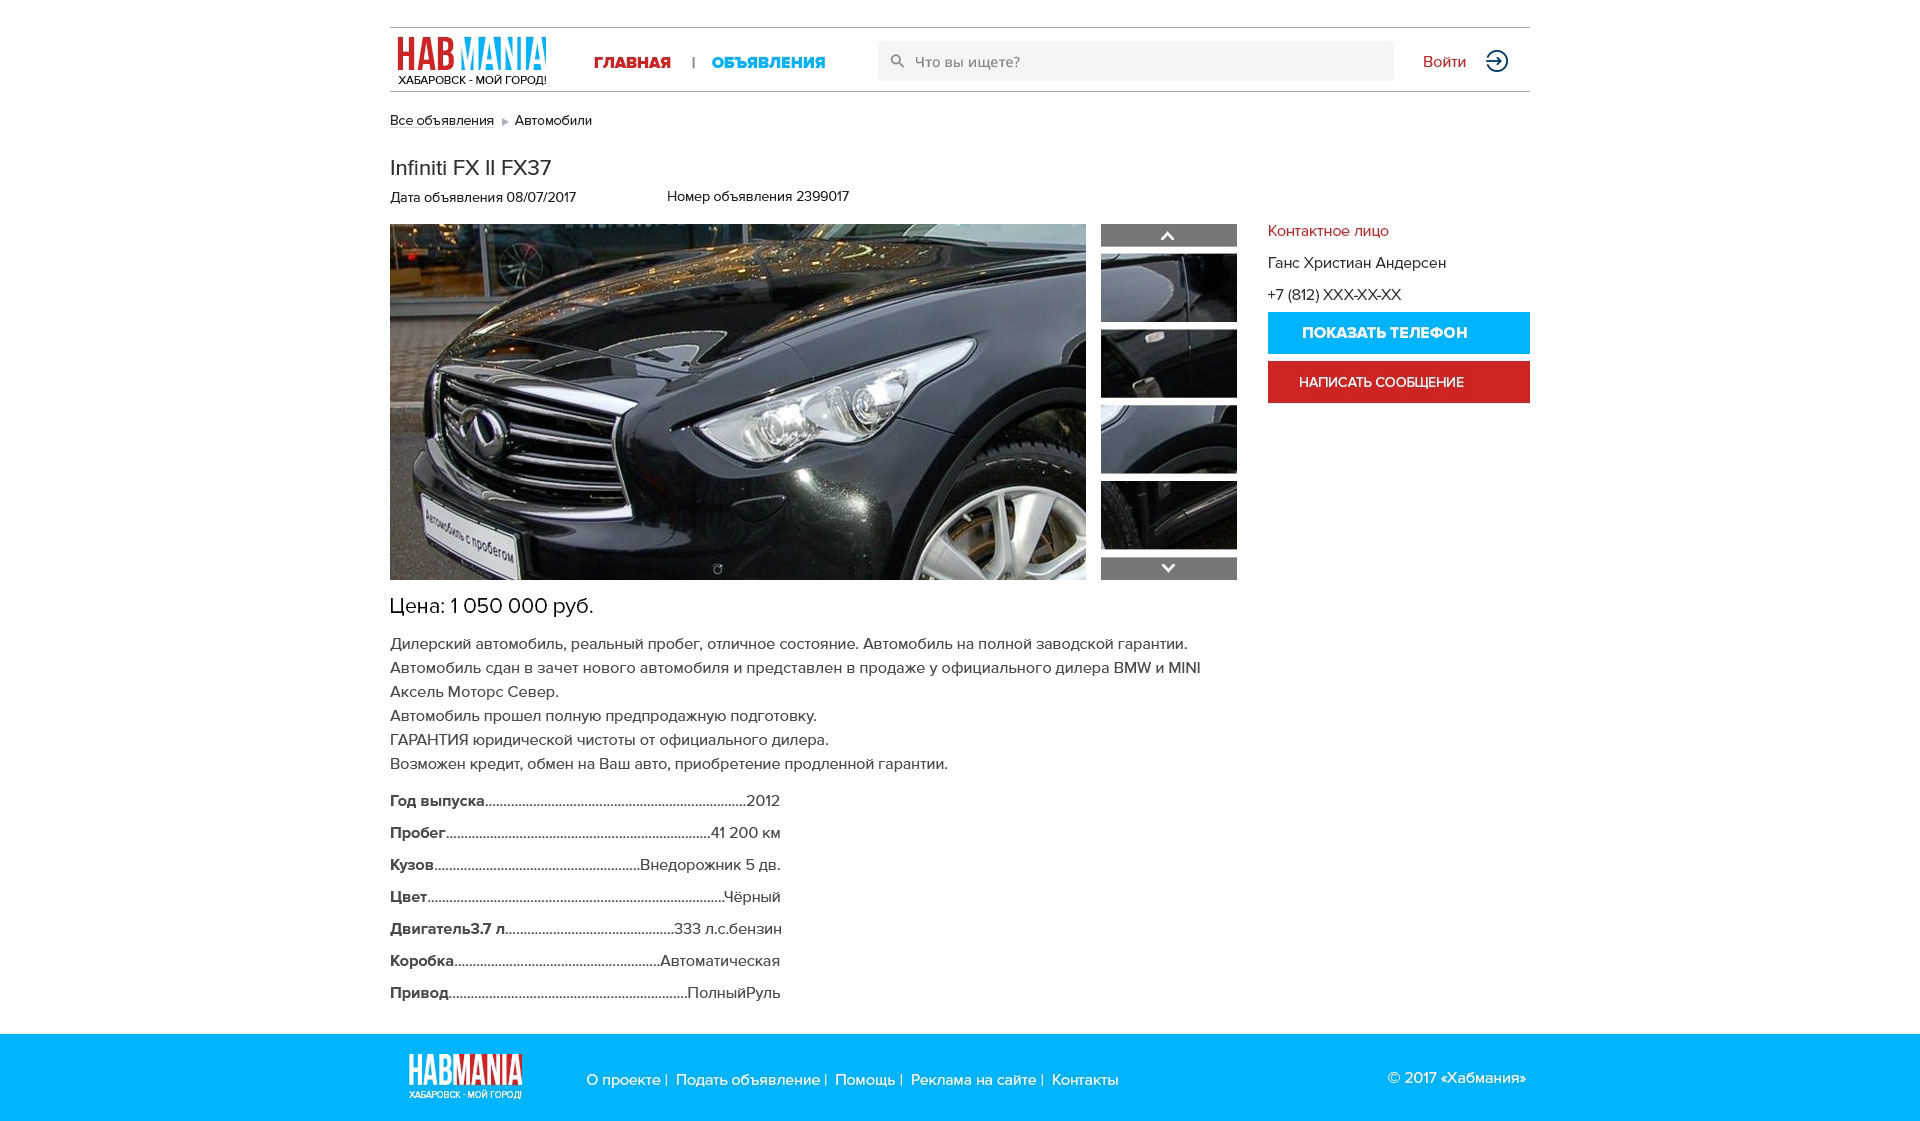 HAB MANIA
ХАБАРОВСК - МОЙ ГОРОД!
ГЛАВНАЯ | ОБЪЯВЛЕНИЯ
Что вы ищете?
Войти
Все объявления Автомобили
Infiniti FX II FX37
Дата объявления 08/07/2017
Номер объявления 2399017
Автомобиль с пробегом
Контактное лицо
Ганс Христиан Андерсен
+7 (812) XXX-XX-XX
ПОКАЗАТЬ ТЕЛЕФОН
НАПИСАТЬ СООБЩЕНИЕ
Цена: 1 050 000 руб.
Дилерский автомобиль, реальный пробег, отличное состояние. Автомобиль на полной заводской гарантии.
Автомобиль сдан в зачет нового автомобиля и представлен в продаже у официального дилера BMW и MINI
Аксель Моторс Север.
Автомобиль прошел полную предпродажную подготовку.
ГАРАНТИЯ юридической чистоты от официального дилера.
Возможен кредит, обмен на Ваш авто, приобретение продленной гарантии.
Год выпуска.......................................................................2012
Пробег........................................................................41 200 км
Кузов........................................................Внедорожник 5 дв.
Цвет.................................................................................Чёрный
Двигатель3.7 л..............................................333 л.с.бензин
Коробка........................................................Автоматическая
Привод.................................................................ПолныйРуль
HABMANIA
ХАБАРОВСК - МОЙ ГОРОД!
О проекте | Подать объявление | Помощь | Реклама на сайте | Контакты
© 2017 «Хабмания»